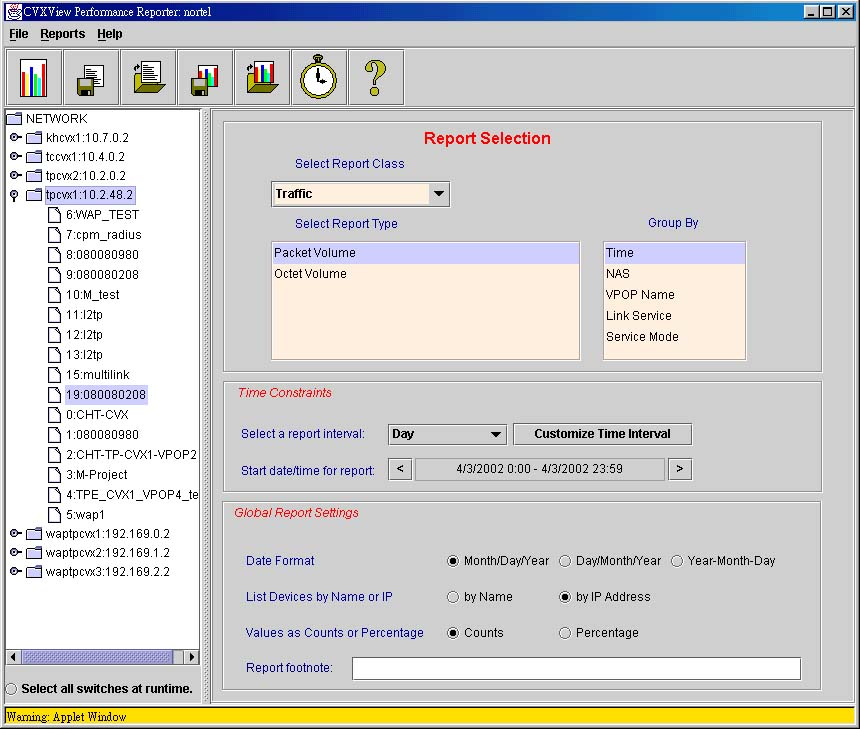 CVXView Performance Reporter: nortel
File Reports Help
NETWORK
khcvx1:10.7.0.2
tccvx1:10.4.0.2
tpcvx2:10.2.0.2
tpcvx1:10.2.48.2
6:WAP_TEST
7:cpm_radius
8:080080980
9:080080208
10:M_test
11:l2tp
12:l2tp
13:l2tp
15:multilink
19:080080208
0:CHT-CVX
1:080080980
2:CHT-TP-CVX1-VPOP2
3:M-Project
4:TPE_CVX1_VPOP4_te
5:wap1
waptpcvx1:192.169.0.2
waptpcvx2:192.169.1.2
waptpcvx3:192.169.2.2
Select all switches at runtime.
Report Selection
Select Report Class
Traffic
Select Report Type
Packet Volume
Octet Volume
Group By
Time
NAS
VPOP Name
Link Service
Service Mode
Time Constraints
Select a report interval: Day Customize Time Interval
Start date/time for report: < 4/3/2002 0:00 - 4/3/2002 23:59 >
Global Report Settings
Date Format Month/Day/Year Day/Month/Year Year-Month-Day
List Devices by Name or IP by Name by IP Address
Values as Counts or Percentage Counts Percentage
Report footnote:
Warning: Applet Window